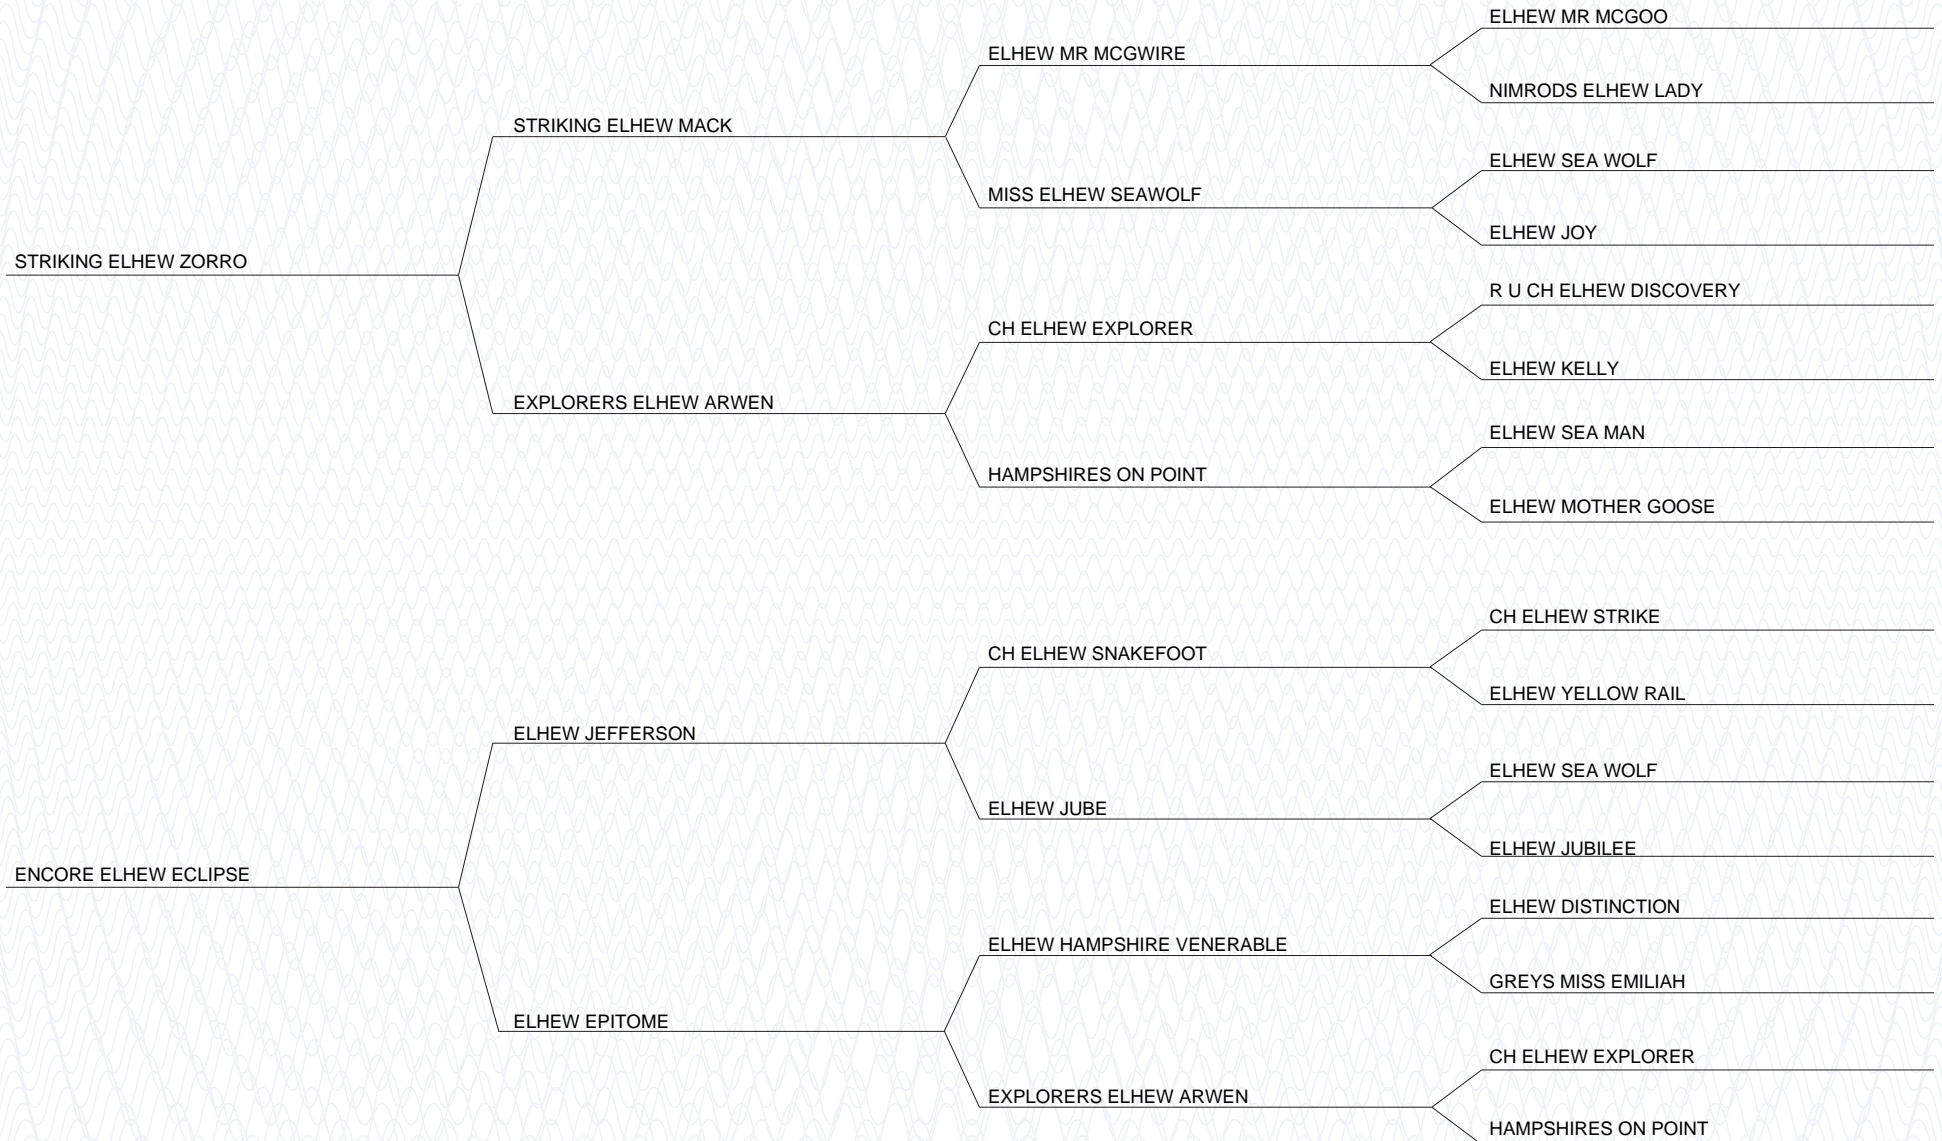 ELHEW MR MCGOO
ELHEW MR MCGWIRE
NIMRODS ELHEW LADY
STRIKING ELHEW MACK
ELHEW SEA WOLF
MISS ELHEW SEAWOLF
ELHEW JOY
STRIKING ELHEW ZORRO
R U CH ELHEW DISCOVERY
CH ELHEW EXPLORER
ELHEW KELLY
EXPLORERS ELHEW ARWEN
ELHEW SEA MAN
HAMPSHIRES ON POINT
ELHEW MOTHER GOOSE
CH ELHEW STRIKE
CH ELHEW SNAKEFOOT
ELHEW YELLOW RAIL
ELHEW JEFFERSON
ELHEW SEA WOLF
ELHEW JUBE
ELHEW JUBILEE
ENCORE ELHEW ECLIPSE
ELHEW DISTINCTION
ELHEW HAMPSHIRE VENERABLE
GREYS MISS EMILIAH
ELHEW EPITOME
CH ELHEW EXPLORER
EXPLORERS ELHEW ARWEN
HAMPSHIRES ON POINT